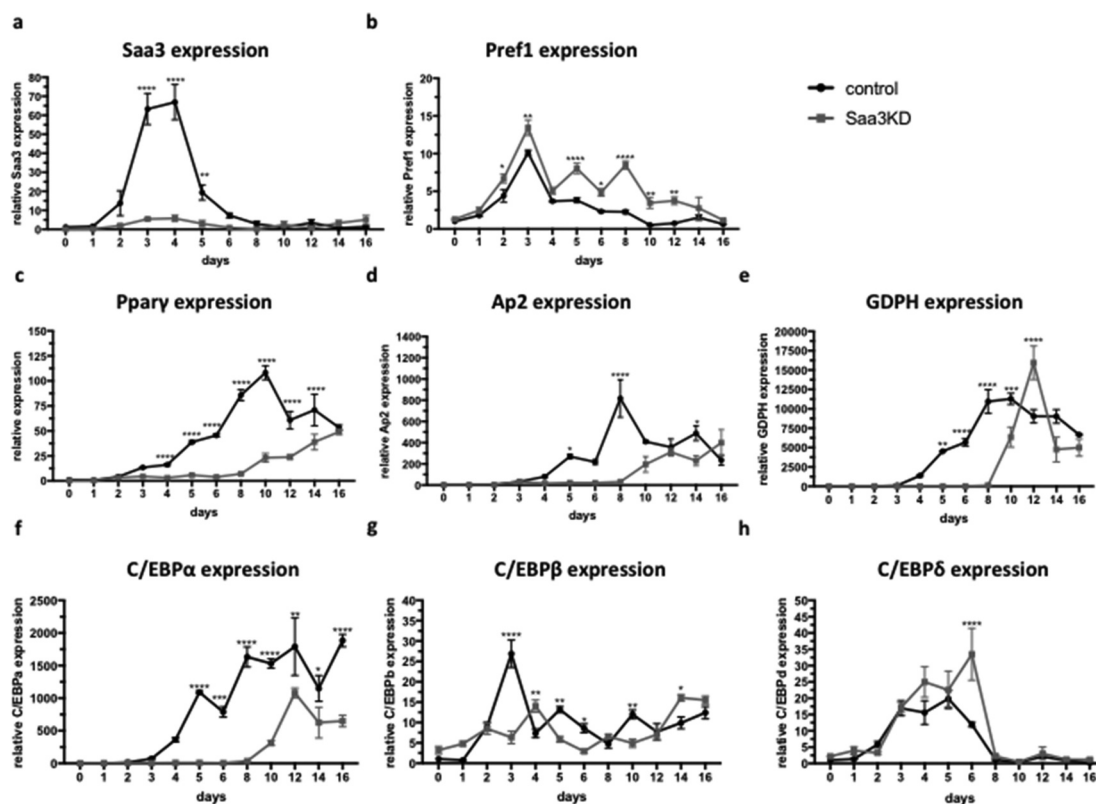 a
Saa3 expression
relative Saa3 expression
80
70
60
50
40
30
20
10
0
**** ****
**
0 1 2 3 4 5 6 8 10 12 14 16
days
b
Pref1 expression
relative Pref1 expression
20
15
10
5
0
* ** **** * **** ** **
0 1 2 3 4 5 6 8 10 12 14 16
days
control
Saa3KD
c
Pparγ expression
relative expression
150
125
100
75
50
25
0
**** **** **** **** **** **** ****
0 1 2 3 4 5 6 8 10 12 14 16
days
d
Ap2 expression
relative Ap2 expression
1400
1200
1000
800
600
400
200
0
* **** *
0 1 2 3 4 5 6 8 10 12 14 16
days
e
GDPH expression
relative GDPH expression
20000
17500
15000
12500
10000
7500
5000
2500
0
** **** **** *** ****
0 1 2 3 4 5 6 8 10 12 14 16
days
f
C/EBPα expression
relative C/EBPa expression
2500
2000
1500
1000
500
0
**** *** **** **** ** * ****
0 1 2 3 4 5 6 8 10 12 14 16
days
g
C/EBPβ expression
relative C/EBPb expression
40
35
30
25
20
15
10
5
0
**** ** ** * ** *
0 1 2 3 4 5 6 8 10 12 14 16
days
h
C/EBPδ expression
relative C/EBPd expression
50
45
40
35
30
25
20
15
10
5
0
****
0 1 2 3 4 5 6 8 10 12 14 16
days